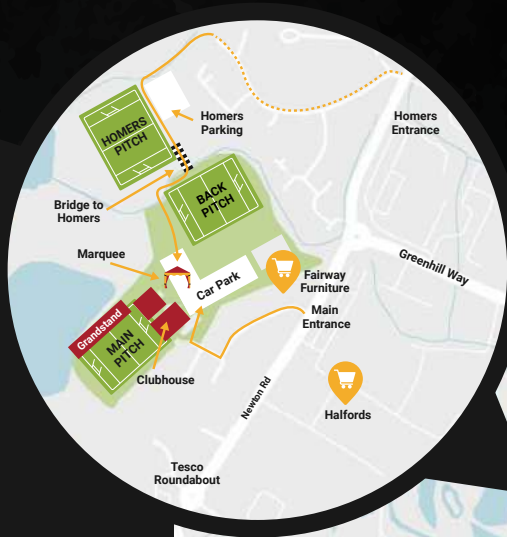 HOMERS
PITCH
Homers
Parking
Homers
Entrance
Bridge to
Homers
BACK
PITCH
Marquee
Greenhill Way
Car Park
Fairway
Furniture
Main
Entrance
Grandstand
MAIN
PITCH
Clubhouse
Newton Rd
Halfords
Tesco
Roundabout